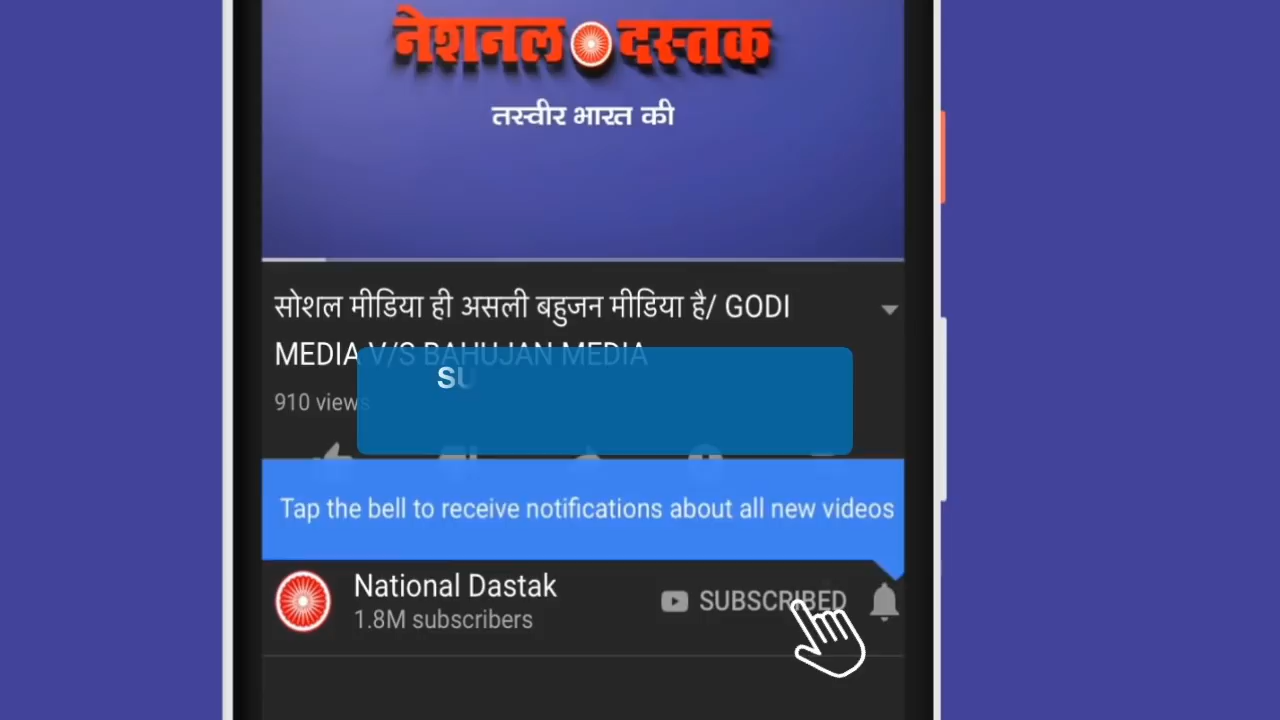 नेशनल दस्तक
तस्वीर भारत की
सोशल मीडिया ही असली बहुजन मीडिया है/ GODI
MEDIA V/S BAHUJAN MEDIA
SU
910 views
Tap the bell to receive notifications about all new videos
National Dastak
SUBSCRIBED
1.8M subscribers